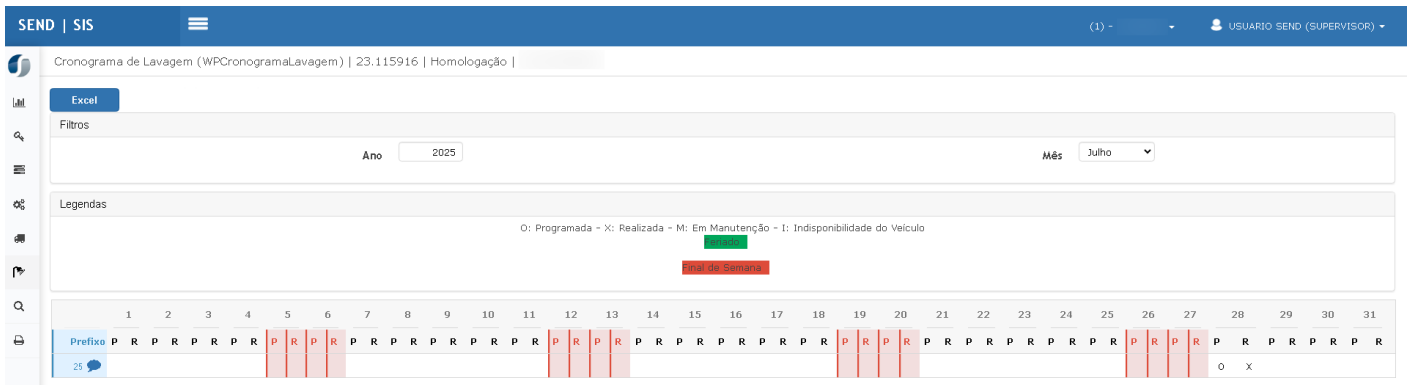 SEND | SIS (1) - USUARIO SEND (SUPERVISOR)
Cronograma de Lavagem (WPCronogramaLavagem) | 23.115916 | Homologação |
Excel
Filtros
Ano 2025 Mês Julho
Legendas
O: Programada - X: Realizada - M: Em Manutenção - I: Indisponibilidade do Veículo
Feriado
Final de Semana
1 2 3 4 5 6 7 8 9 10 11 12 13 14 15 16 17 18 19 20 21 22 23 24 25 26 27 28 29 30 31
Prefixo P R P R P R P R P R P R P R P R P R P R P R P R P R P R P R P R P R P R P R P R P R P R P R P R P R P R P R P R P R P R P R
25 O X